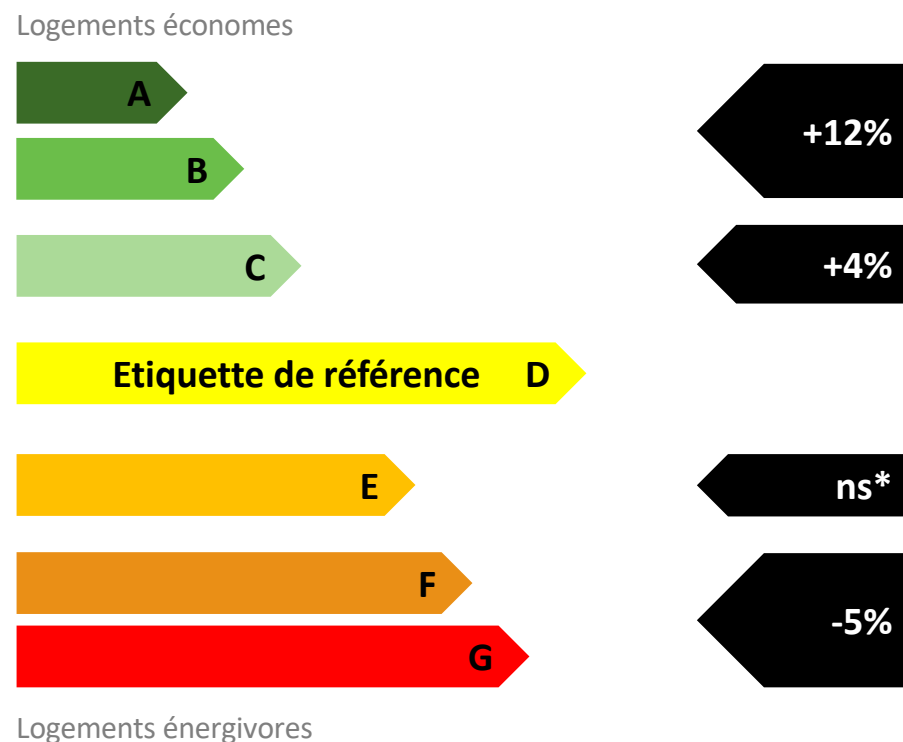 Logements économes
A
+12%
B
C
+4%
Etiquette de référence D
E
ns*
F
-5%
G
Logements énergivores